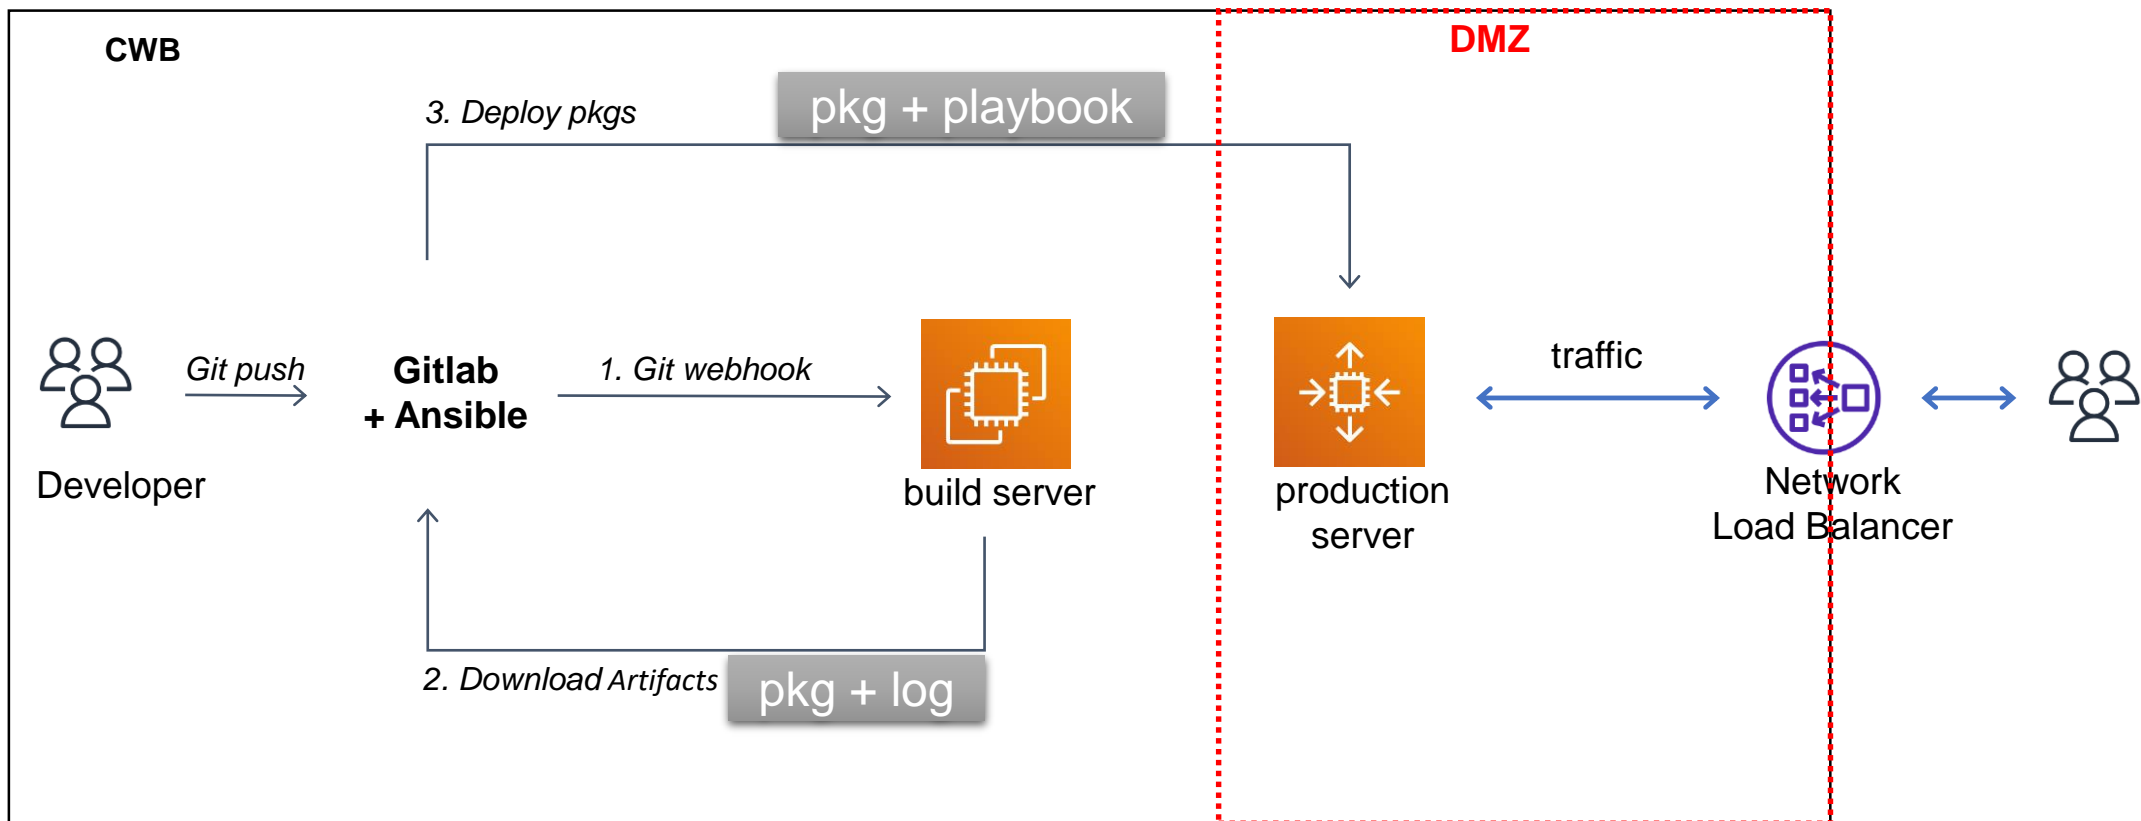 CWB
DMZ
3. Deploy pkgs
pkg + playbook
Git push
Gitlab
+ Ansible
1. Git webhook
traffic
Developer
build server
production
server
Network
Load Balancer
2. Download Artifacts
pkg + log